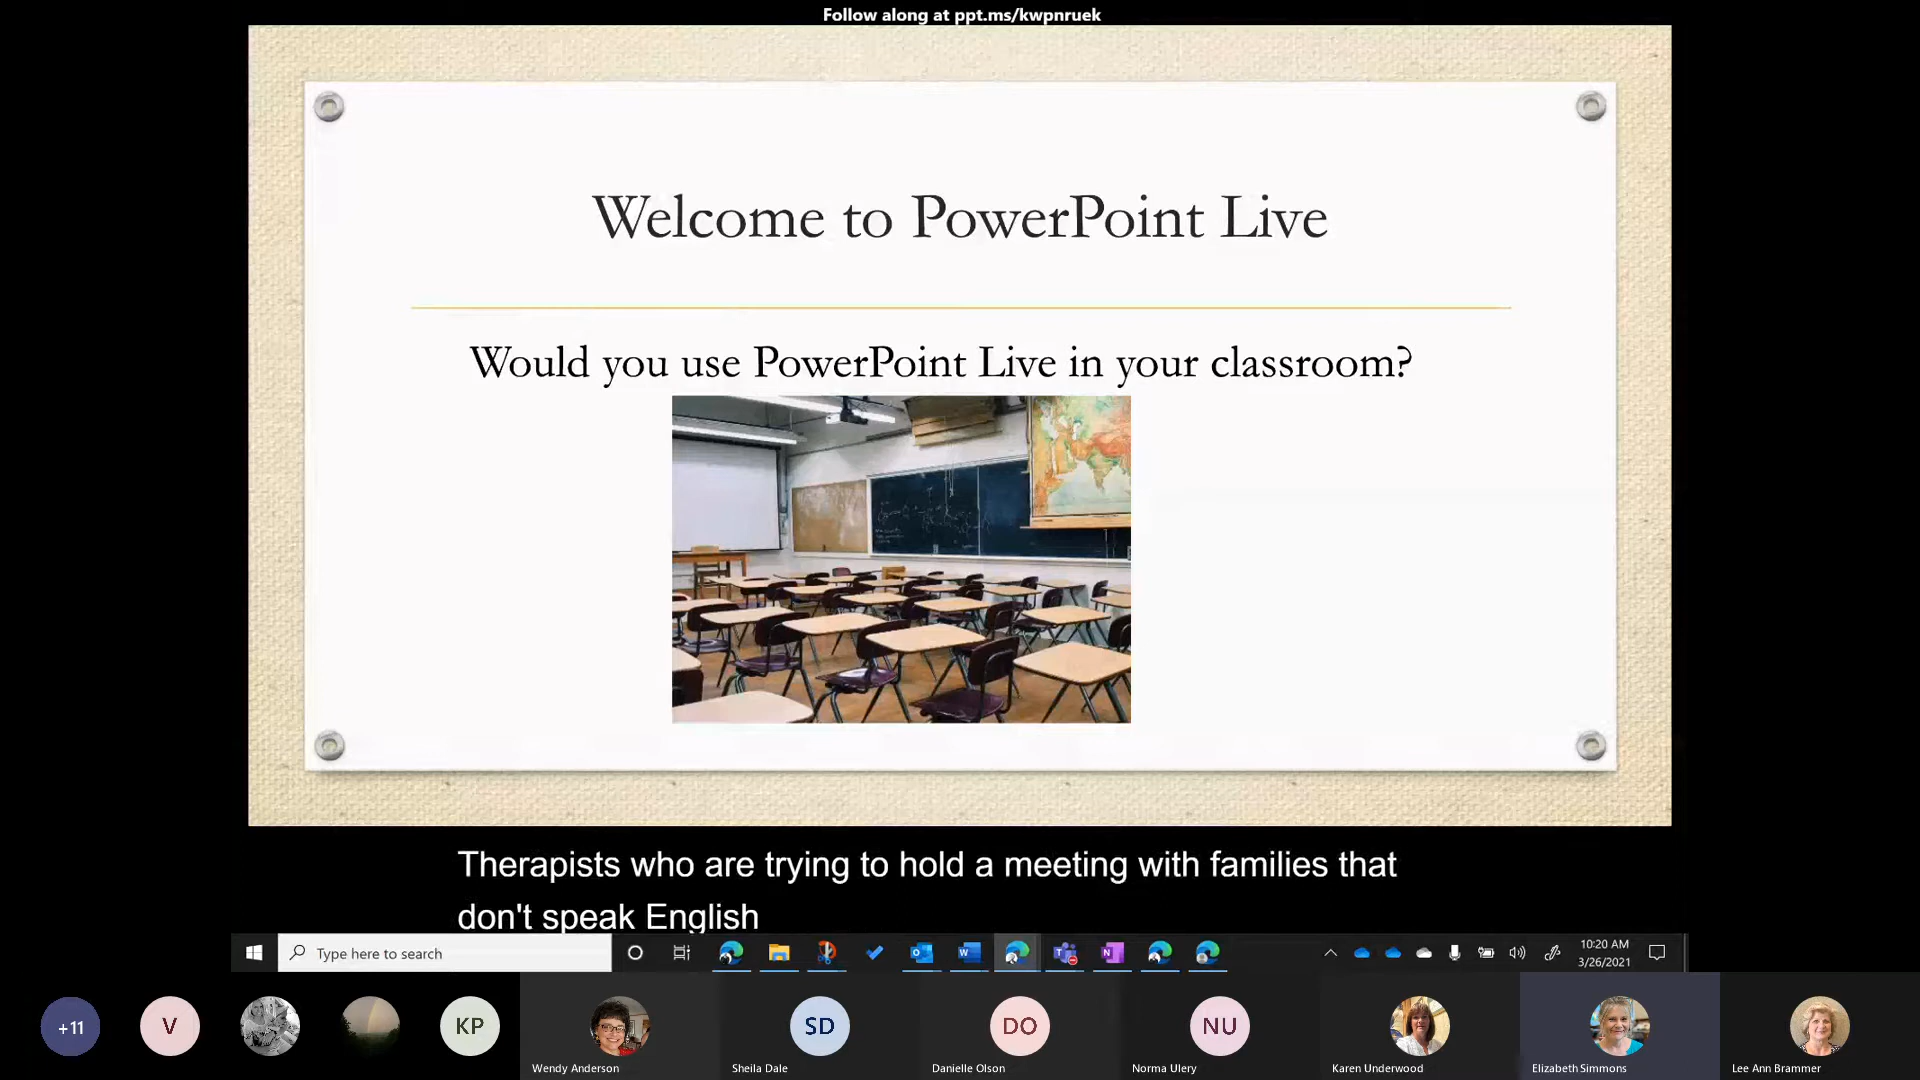 Follow along at ppt.ms/kwpnruek
Welcome to PowerPoint Live
Would you use PowerPoint Live in your classroom?
Therapists who are trying to hold a meeting with families that
don't speak English
Type here to search
10:20 AM
3/26/2021
+11
V
KP
SD
DO
NU
Wendy Anderson
Sheila Dale
Danielle Olson
Norma Ulery
Karen Underwood
Elizabeth Simmons
Lee Ann Brammer